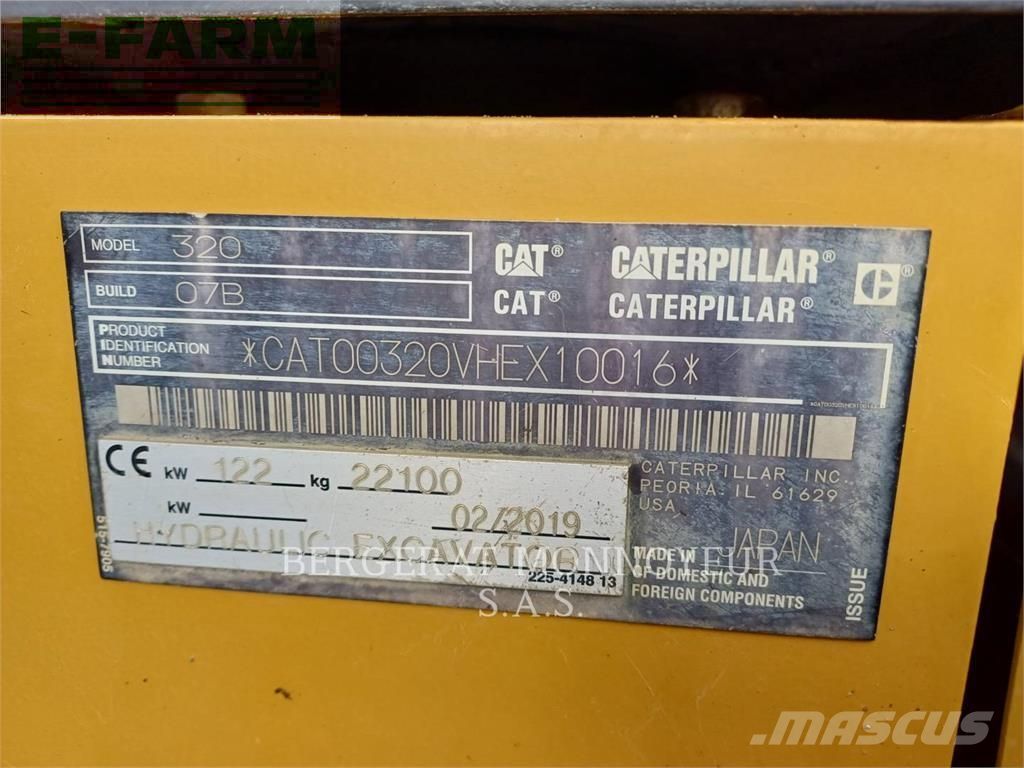 E-FARM
MODEL 320
BUILD 07B
CAT® CATERPILLAR®
CAT® CATERPILLAR®
C®
PRODUCT
IDENTIFICATION
NUMBER
*CAT00320VHEX10016*
*CAT00320VHEX10016*
CE kW 122 kg 22100
kW 02/2019
HYDRAULIC EXCAVATOR
225-4148 13
CATERPILLAR INC.
PEORIA IL 61629
USA
MADE IN JAPAN
OF DOMESTIC AND
FOREIGN COMPONENTS
ISSUE
BERGERAT MONNOYEUR
S.A.S.
MASCUS